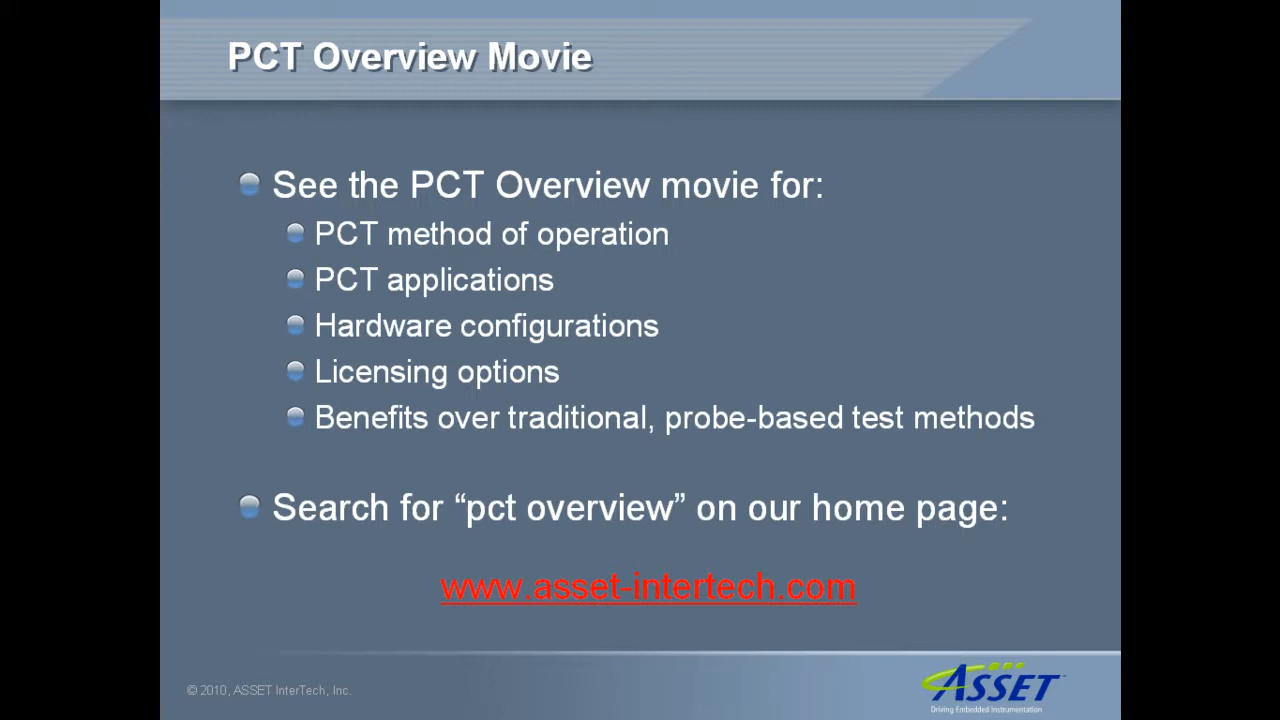 PCT Overview Movie
See the PCT Overview movie for:
PCT method of operation
PCT applications
Hardware configurations
Licensing options
Benefits over traditional, probe-based test methods
Search for “pct overview” on our home page:
www.asset-intertech.com
© 2010, ASSET InterTech, Inc.
ASSET™
Driving Embedded Instrumentation